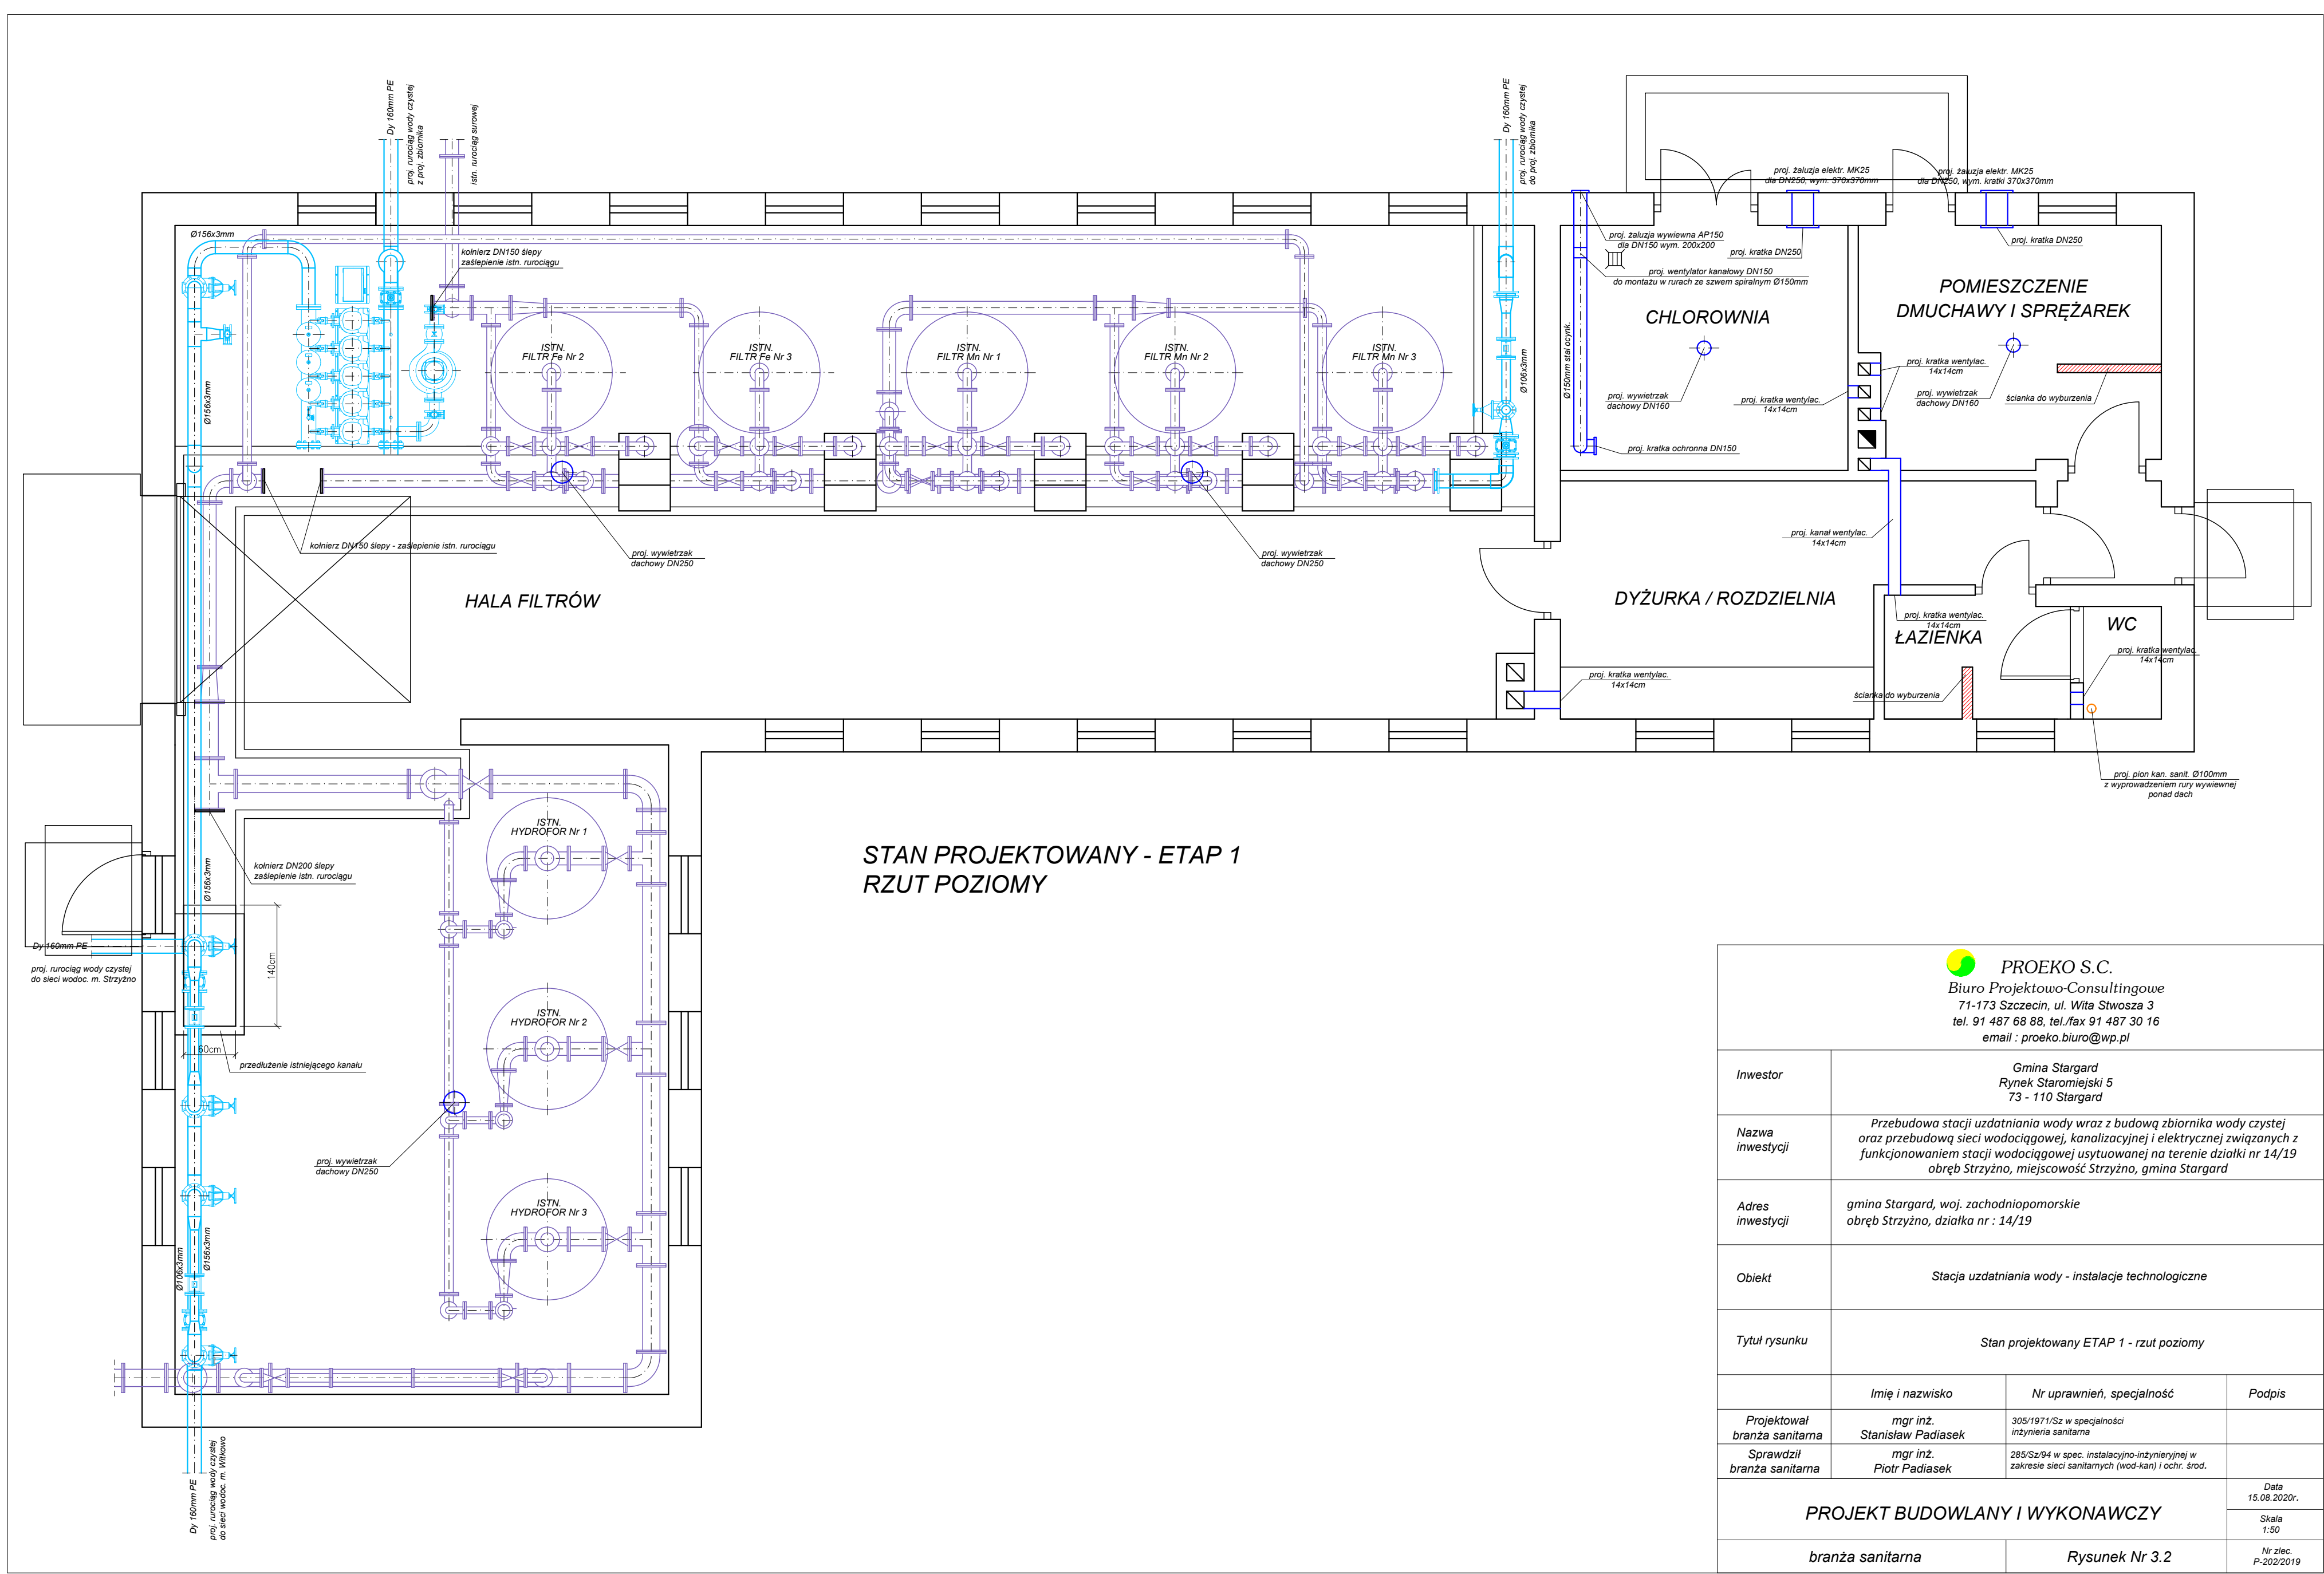 Dy 160mm PE
proj. rurociąg wody czystej
z proj. zbiornika
istn. rurociąg surowej
Dy 160mm PE
proj. rurociąg wody czystej
do proj. zbiornika
proj. żaluzja elektr. MK25
dla DN250, wym. 370x370mm
proj. żaluzja elektr. MK25
dla DN250, wym. kratki 370x370mm
Ø156x3mm
kołnierz DN150 ślepy
zaślepienie istn. rurociągu
proj. żaluzja wywiewna AP150
dla DN150 wym. 200x200
proj. kratka DN250
proj. kratka DN250
proj. wentylator kanałowy DN150
do montażu w rurach ze szwem spiralnym Ø150mm
POMIESZCZENIE
DMUCHAWY I SPRĘŻAREK
CHLOROWNIA
ISTN.
FILTR Fe Nr 2
ISTN.
FILTR Fe Nr 3
ISTN.
FILTR Mn Nr 1
ISTN.
FILTR Mn Nr 2
ISTN.
FILTR Mn Nr 3
Ø156x3mm
Ø106x3mm
Ø150mm stal ocynk.
proj. kratka wentylac.
14x14cm
proj. wywietrzak
dachowy DN160
proj. kratka wentylac.
14x14cm
proj. wywietrzak
dachowy DN160
ścianka do wyburzenia
proj. kratka ochronna DN150
kołnierz DN150 ślepy - zaślepienie istn. rurociągu
proj. wywietrzak
dachowy DN250
proj. wywietrzak
dachowy DN250
proj. kanał wentylac.
14x14cm
HALA FILTRÓW
DYŻURKA / ROZDZIELNIA
proj. kratka wentylac.
14x14cm
ŁAZIENKA
WC
proj. kratka wentylac.
14x14cm
proj. kratka wentylac.
14x14cm
ścianka do wyburzenia
proj. pion kan. sanit. Ø100mm
z wyprowadzeniem rury wywiewnej
ponad dach
ISTN.
HYDROFOR Nr 1
STAN PROJEKTOWANY - ETAP 1
RZUT POZIOMY
kołnierz DN200 ślepy
zaślepienie istn. rurociągu
Ø156x3mm
Dy 160mm PE
proj. rurociąg wody czystej
do sieci wodoc. m. Strzyżno
140cm
60cm
przedłużenie istniejącego kanału
ISTN.
HYDROFOR Nr 2
proj. wywietrzak
dachowy DN250
ISTN.
HYDROFOR Nr 3
Ø106x3mm
Ø156x3mm
Dy 160mm PE
proj. rurociąg wody czystej
do sieci wodoc. m. Witkowo
PROEKO S.C.
Biuro Projektowo-Consultingowe
71-173 Szczecin, ul. Wita Stwosza 3
tel. 91 487 68 88, tel./fax 91 487 30 16
email : proeko.biuro@wp.pl
Inwestor
Gmina Stargard
Rynek Staromiejski 5
73 - 110 Stargard
Nazwa
inwestycji
Przebudowa stacji uzdatniania wody wraz z budową zbiornika wody czystej
oraz przebudową sieci wodociągowej, kanalizacyjnej i elektrycznej związanych z
funkcjonowaniem stacji wodociągowej usytuowanej na terenie działki nr 14/19
obręb Strzyżno, miejscowość Strzyżno, gmina Stargard
Adres
inwestycji
gmina Stargard, woj. zachodniopomorskie
obręb Strzyżno, działka nr : 14/19
Obiekt
Stacja uzdatniania wody - instalacje technologiczne
Tytuł rysunku
Stan projektowany ETAP 1 - rzut poziomy
Imię i nazwisko
Nr uprawnień, specjalność
Podpis
Projektował
branża sanitarna
mgr inż.
Stanisław Padiasek
305/1971/Sz w specjalności
inżynieria sanitarna
Sprawdził
branża sanitarna
mgr inż.
Piotr Padiasek
285/Sz/94 w spec. instalacyjno-inżynieryjnej w
zakresie sieci sanitarnych (wod-kan) i ochr. środ.
PROJEKT BUDOWLANY I WYKONAWCZY
Data
15.08.2020r.
Skala
1:50
branża sanitarna
Rysunek Nr 3.2
Nr zlec.
P-202/2019